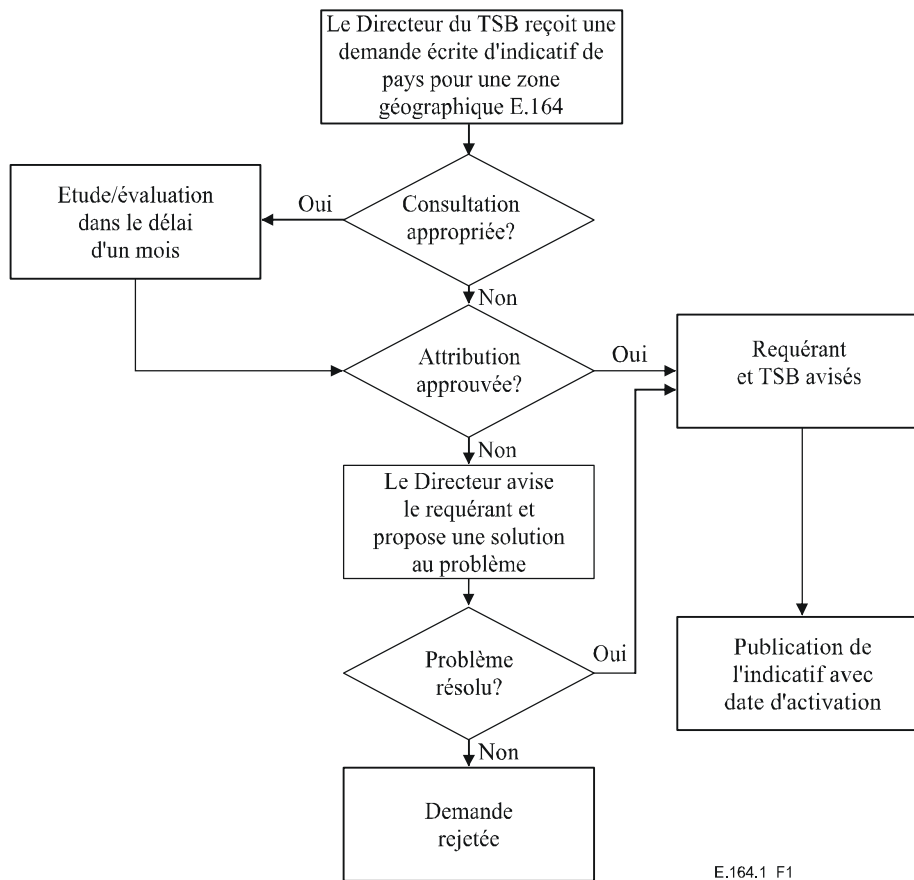 Le Directeur du TSB reçoit une
demande écrite d'indicatif de
pays pour une zone
géographique E.164
Etude/évaluation
dans le délai
d'un mois
Oui
Consultation
appropriée?
Non
Attribution
approuvée?
Oui
Requérant
et TSB avisés
Non
Le Directeur avise
le requérant et
propose une solution
au problème
Problème
résolu?
Oui
Publication de
l'indicatif avec
date d'activation
Non
Demande
rejetée
E.164.1_F1